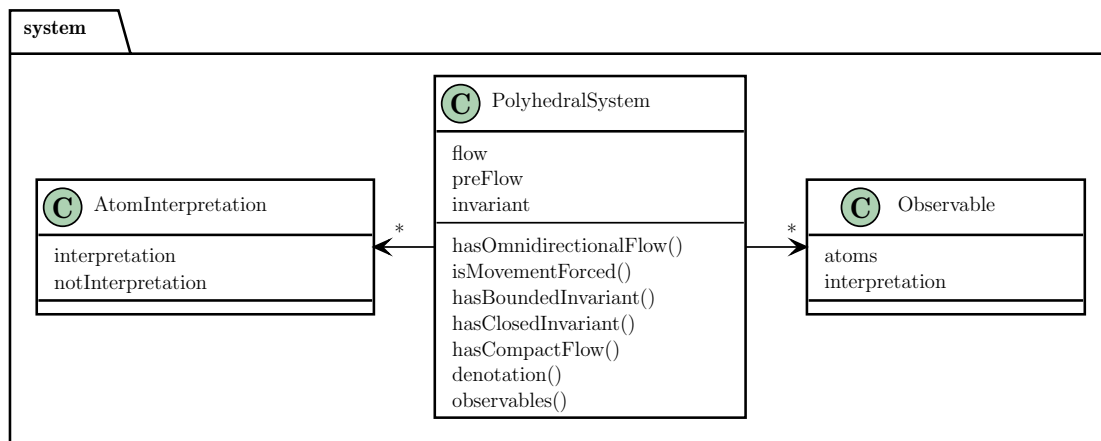 system
C PolyhedralSystem
flow
preFlow
invariant
hasOmnidirectionalFlow()
isMovementForced()
hasBoundedInvariant()
hasClosedInvariant()
hasCompactFlow()
denotation()
observables()
C AtomInterpretation
interpretation
notInterpretation
*
*
C Observable
atoms
interpretation